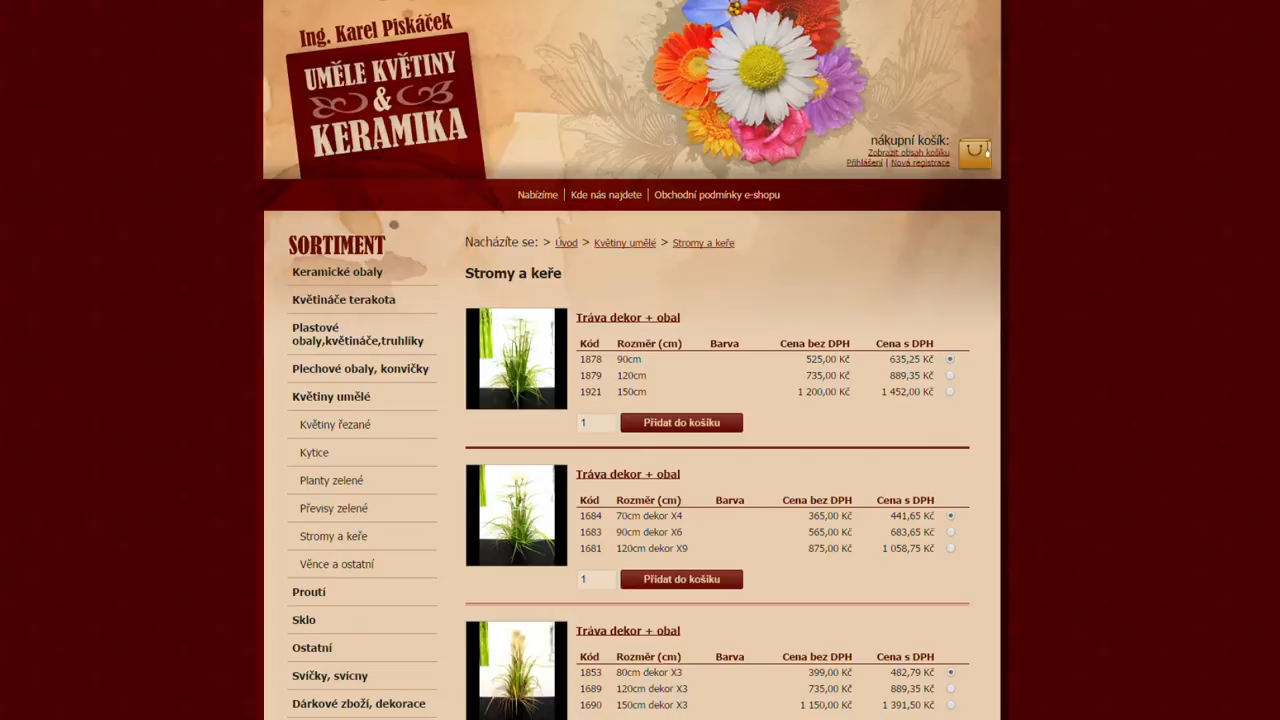 Ing. Karel Piskáček
UMĚLE KVĚTINY
&
KERAMIKA
nákupní košík:
Zobrazit obsah košíku
Přihlášení | Nová registrace
Nabízíme | Kde nás najdete | Obchodní podmínky e-shopu
SORTIMENT
Keramické obaly
Květináče terakota
Plastové
obaly,květináče,truhlíky
Plechové obaly, konvičky
Květiny umělé
Květiny řezané
Kytice
Planty zelené
Převisy zelené
Stromy a keře
Věnce a ostatní
Proutí
Sklo
Ostatní
Svíčky, svícny
Dárkové zboží, dekorace
Nacházíte se: > Úvod > Květiny umělé > Stromy a keře
Stromy a keře
Tráva dekor + obal
Kód Rozměr (cm) Barva Cena bez DPH Cena s DPH
1878 90cm 525,00 Kč 635,25 Kč
1879 120cm 735,00 Kč 889,35 Kč
1921 150cm 1 200,00 Kč 1 452,00 Kč
1 Přidat do košíku
Tráva dekor + obal
Kód Rozměr (cm) Barva Cena bez DPH Cena s DPH
1684 70cm dekor X4 365,00 Kč 441,65 Kč
1683 90cm dekor X6 565,00 Kč 683,65 Kč
1681 120cm dekor X9 875,00 Kč 1 058,75 Kč
1 Přidat do košíku
Tráva dekor + obal
Kód Rozměr (cm) Barva Cena bez DPH Cena s DPH
1853 80cm dekor X3 399,00 Kč 482,79 Kč
1689 120cm dekor X3 735,00 Kč 889,35 Kč
1690 150cm dekor X3 1 150,00 Kč 1 391,50 Kč